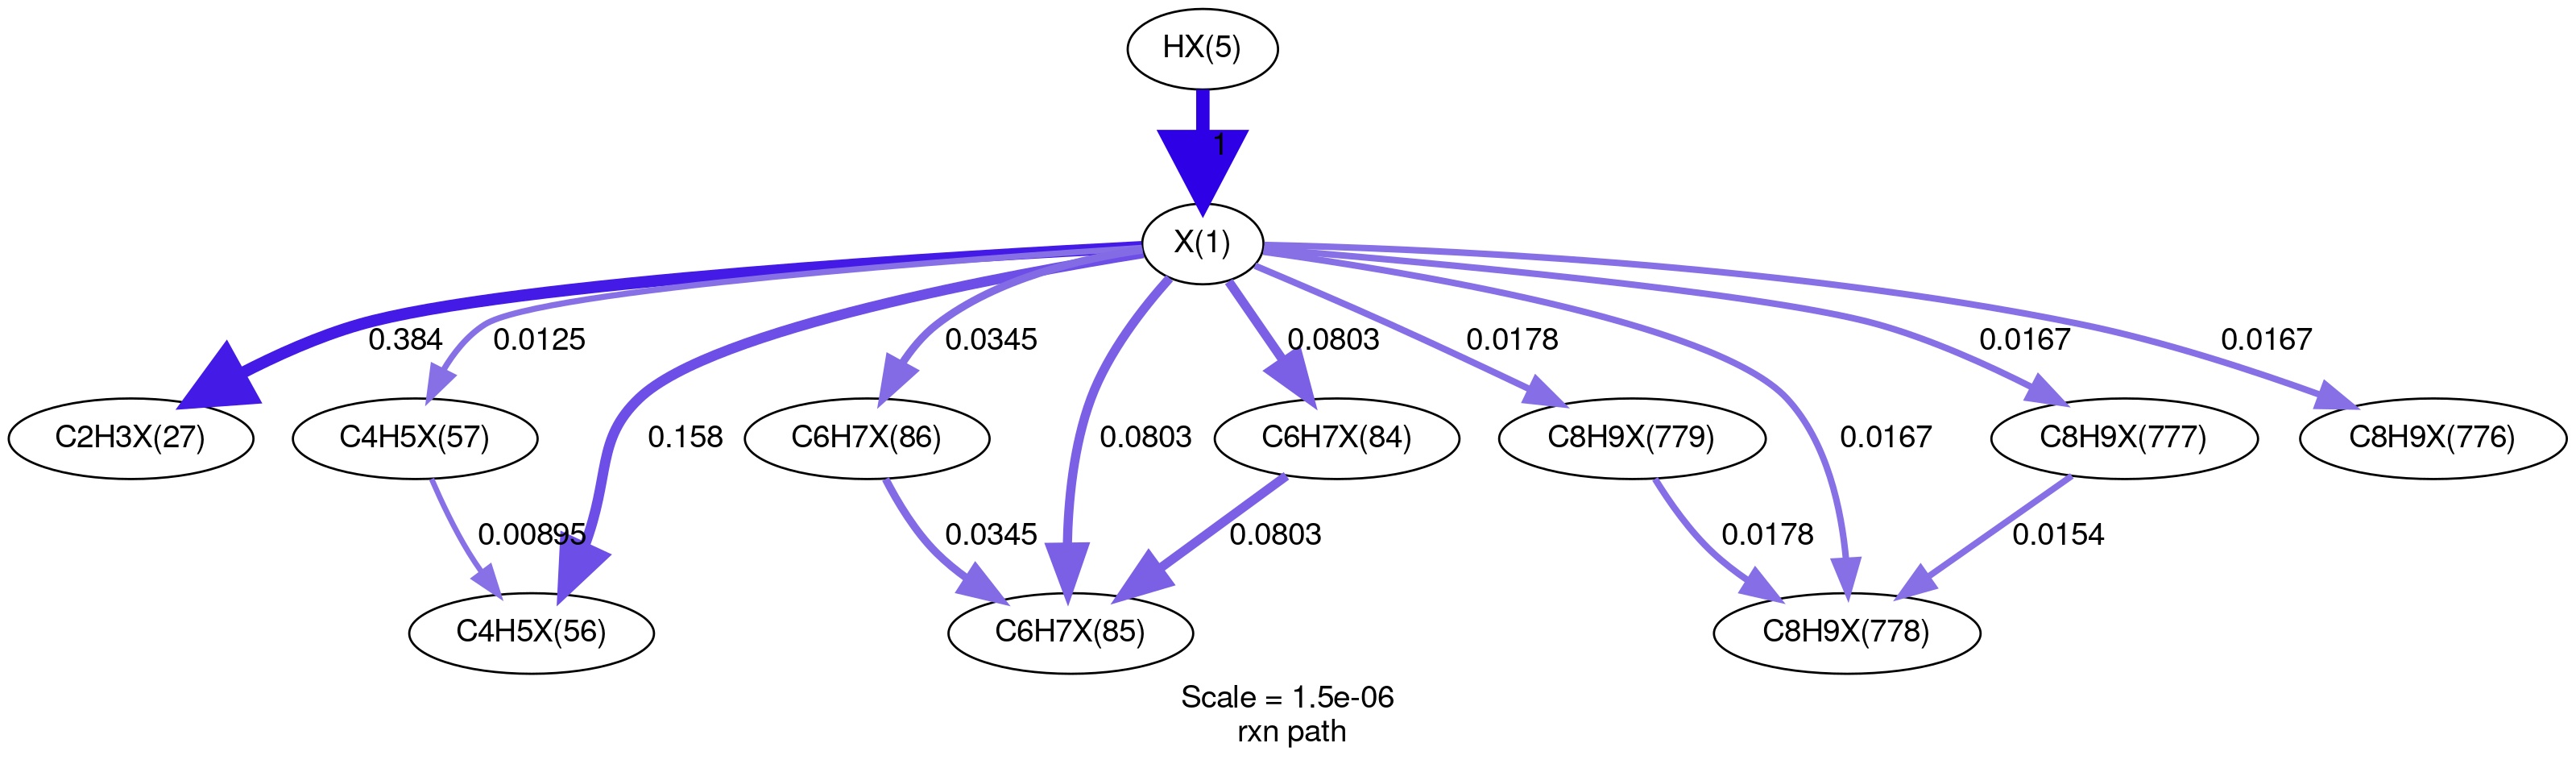 HX(5)
1
X(1)
0.384
0.0125
0.0345
0.0803
0.0178
0.0167
0.0167
C2H3X(27)
C4H5X(57)
0.158
C6H7X(86)
0.0803
C6H7X(84)
C8H9X(779)
0.0167
C8H9X(777)
C8H9X(776)
0.00895
0.0345
0.0803
0.0178
0.0154
C4H5X(56)
C6H7X(85)
C8H9X(778)
Scale = 1.5e-06
rxn path